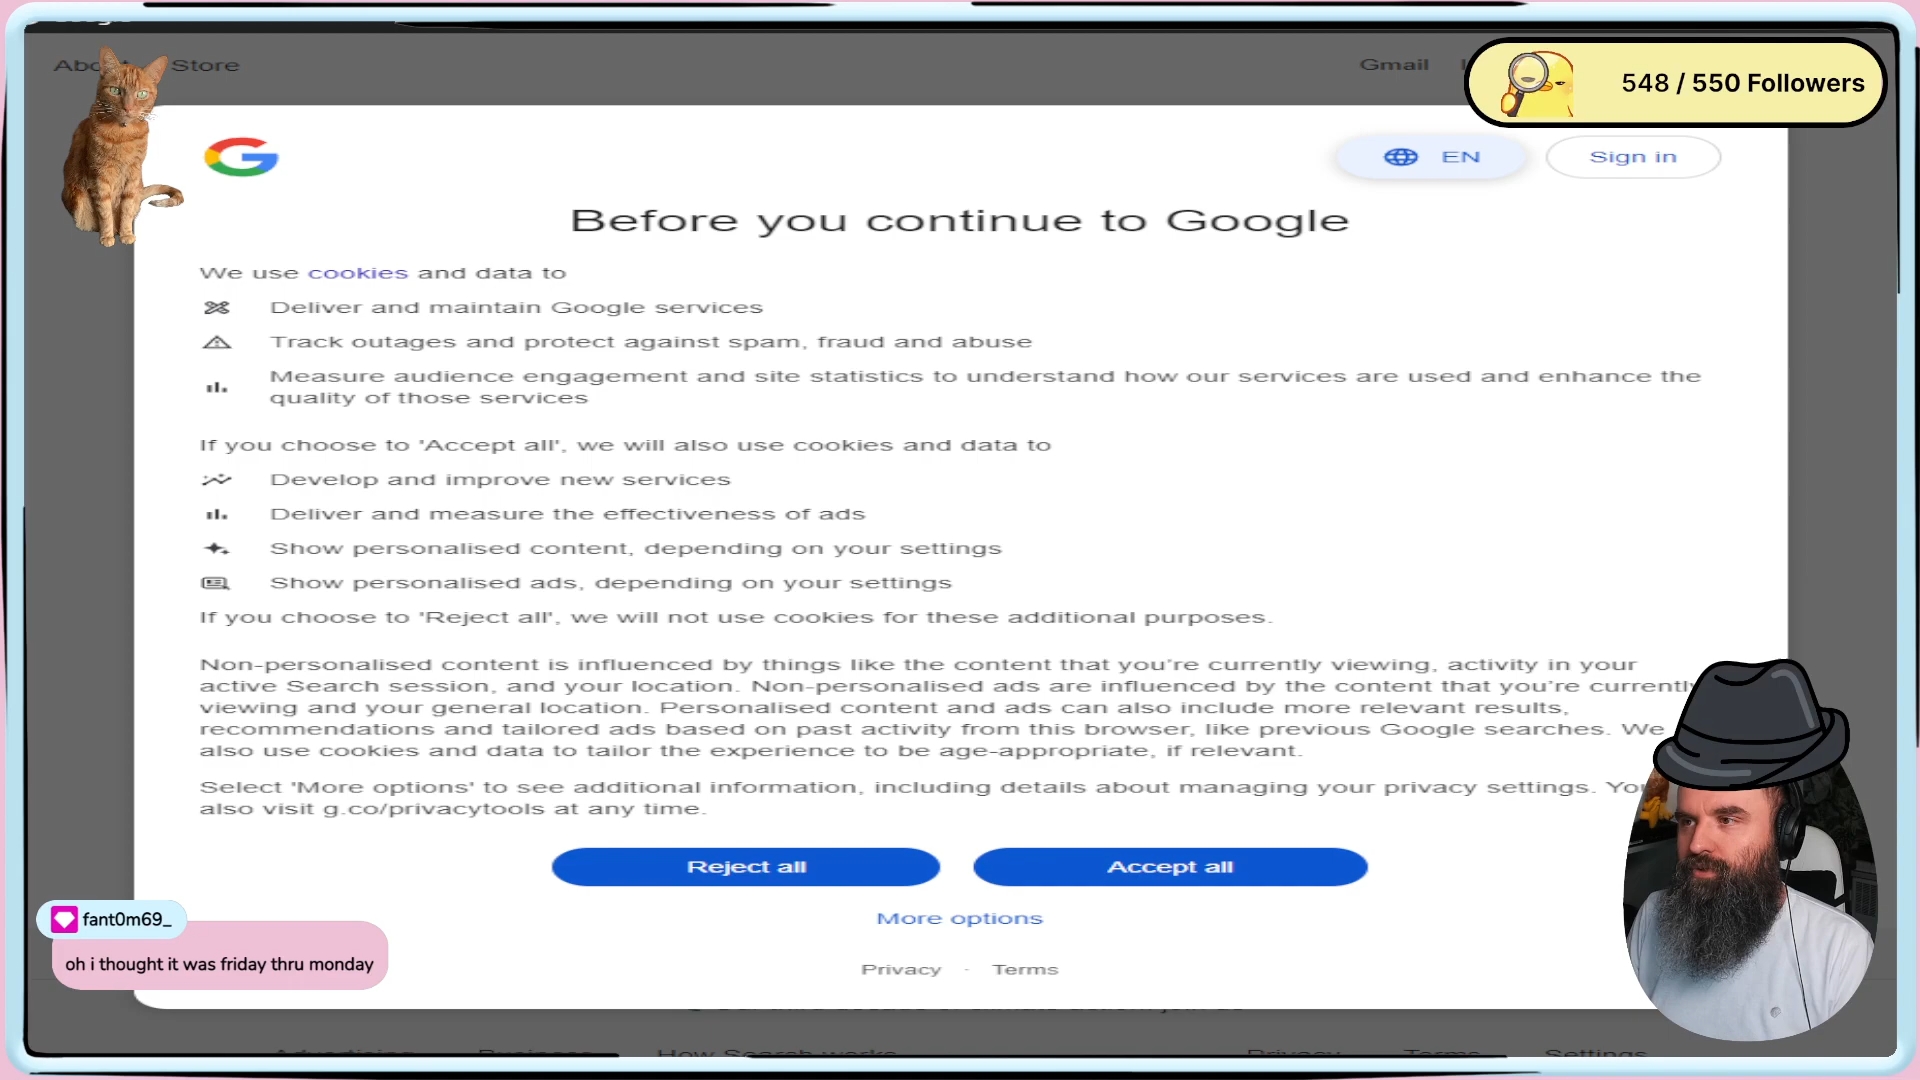 About Store
Gmail
548 / 550 Followers
EN
Sign in
Before you continue to Google
We use cookies and data to
Deliver and maintain Google services
Track outages and protect against spam, fraud and abuse
Measure audience engagement and site statistics to understand how our services are used and enhance the
quality of those services
If you choose to 'Accept all', we will also use cookies and data to
Develop and improve new services
Deliver and measure the effectiveness of ads
Show personalised content, depending on your settings
Show personalised ads, depending on your settings
If you choose to 'Reject all', we will not use cookies for these additional purposes.
Non-personalised content is influenced by things like the content that you're currently viewing, activity in your
active Search session, and your location. Non-personalised ads are influenced by the content that you're currently
viewing and your general location. Personalised content and ads can also include more relevant results,
recommendations and tailored ads based on past activity from this browser, like previous Google searches. We
also use cookies and data to tailor the experience to be age-appropriate, if relevant.
Select 'More options' to see additional information, including details about managing your privacy settings. You
also visit g.co/privacytools at any time.
Reject all
Accept all
More options
fant0m69_
oh i thought it was friday thru monday
Privacy · Terms
Advertising Business How Search works Privacy Terms Settings